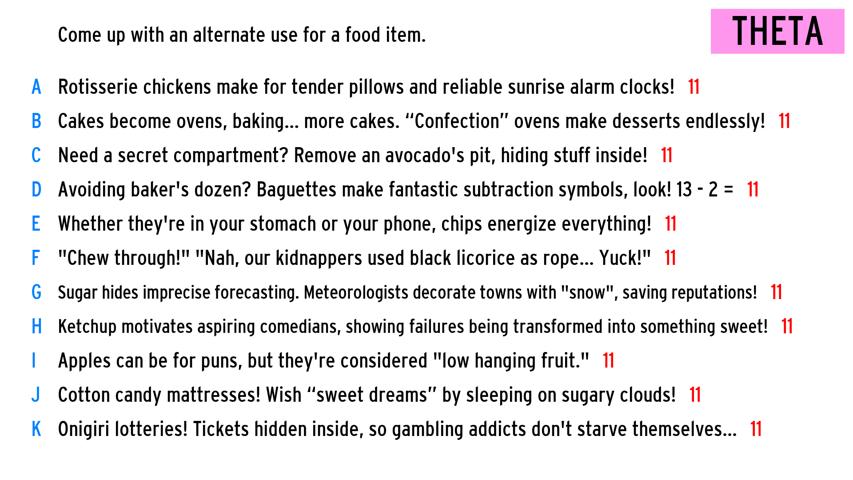 Come up with an alternate use for a food item.
THETA
A Rotisserie chickens make for tender pillows and reliable sunrise alarm clocks! 11
B Cakes become ovens, baking... more cakes. “Confection” ovens make desserts endlessly! 11
C Need a secret compartment? Remove an avocado's pit, hiding stuff inside! 11
D Avoiding baker's dozen? Baguettes make fantastic subtraction symbols, look! 13 - 2 = 11
E Whether they're in your stomach or your phone, chips energize everything! 11
F "Chew through!" "Nah, our kidnappers used black licorice as rope... Yuck!" 11
G Sugar hides imprecise forecasting. Meteorologists decorate towns with "snow", saving reputations! 11
H Ketchup motivates aspiring comedians, showing failures being transformed into something sweet! 11
I Apples can be for puns, but they're considered "low hanging fruit." 11
J Cotton candy mattresses! Wish “sweet dreams” by sleeping on sugary clouds! 11
K Onigiri lotteries! Tickets hidden inside, so gambling addicts don't starve themselves... 11